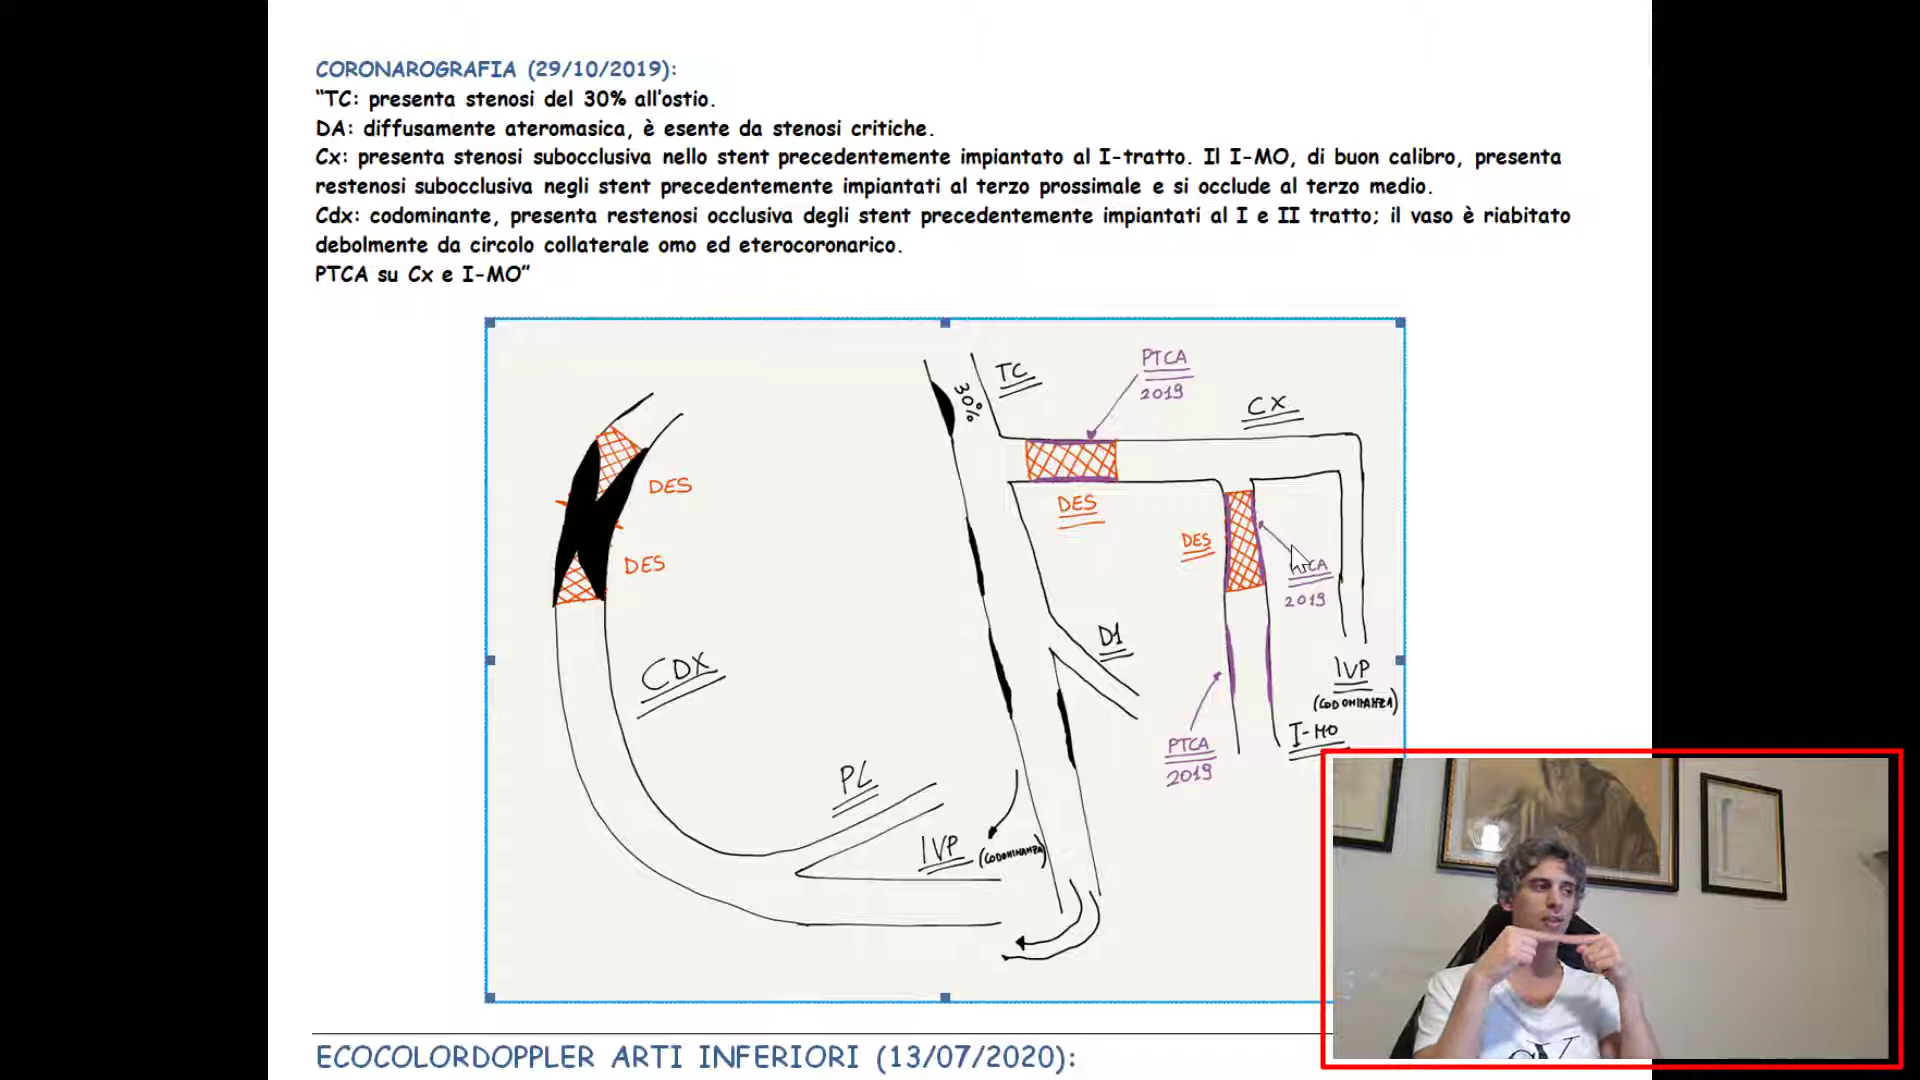 CORONAROGRAFIA (29/10/2019):
“TC: presenta stenosi del 30% all’ostio.
DA: diffusamente ateromasica, è esente da stenosi critiche.
Cx: presenta stenosi subocclusiva nello stent precedentemente impiantato al I-tratto. Il I-MO, di buon calibro, presenta
restenosi subocclusiva negli stent precedentemente impiantati al terzo prossimale e si occlude al terzo medio.
Cdx: codominante, presenta restenosi occlusiva degli stent precedentemente impiantati al I e II tratto; il vaso è riabitato
debolmente da circolo collaterale omo ed eterocoronarico.
PTCA su Cx e I-MO”
PTCA
2019
TC
30%
CX
DES
DES
DES
DES
2019
D1
CDX
IVP
(CODOMINANZA)
I-MO
PTCA
2019
PL
IVP
(CODOMINANZA)
ECOCOLORDOPPLER ARTI INFERIORI (13/07/2020):